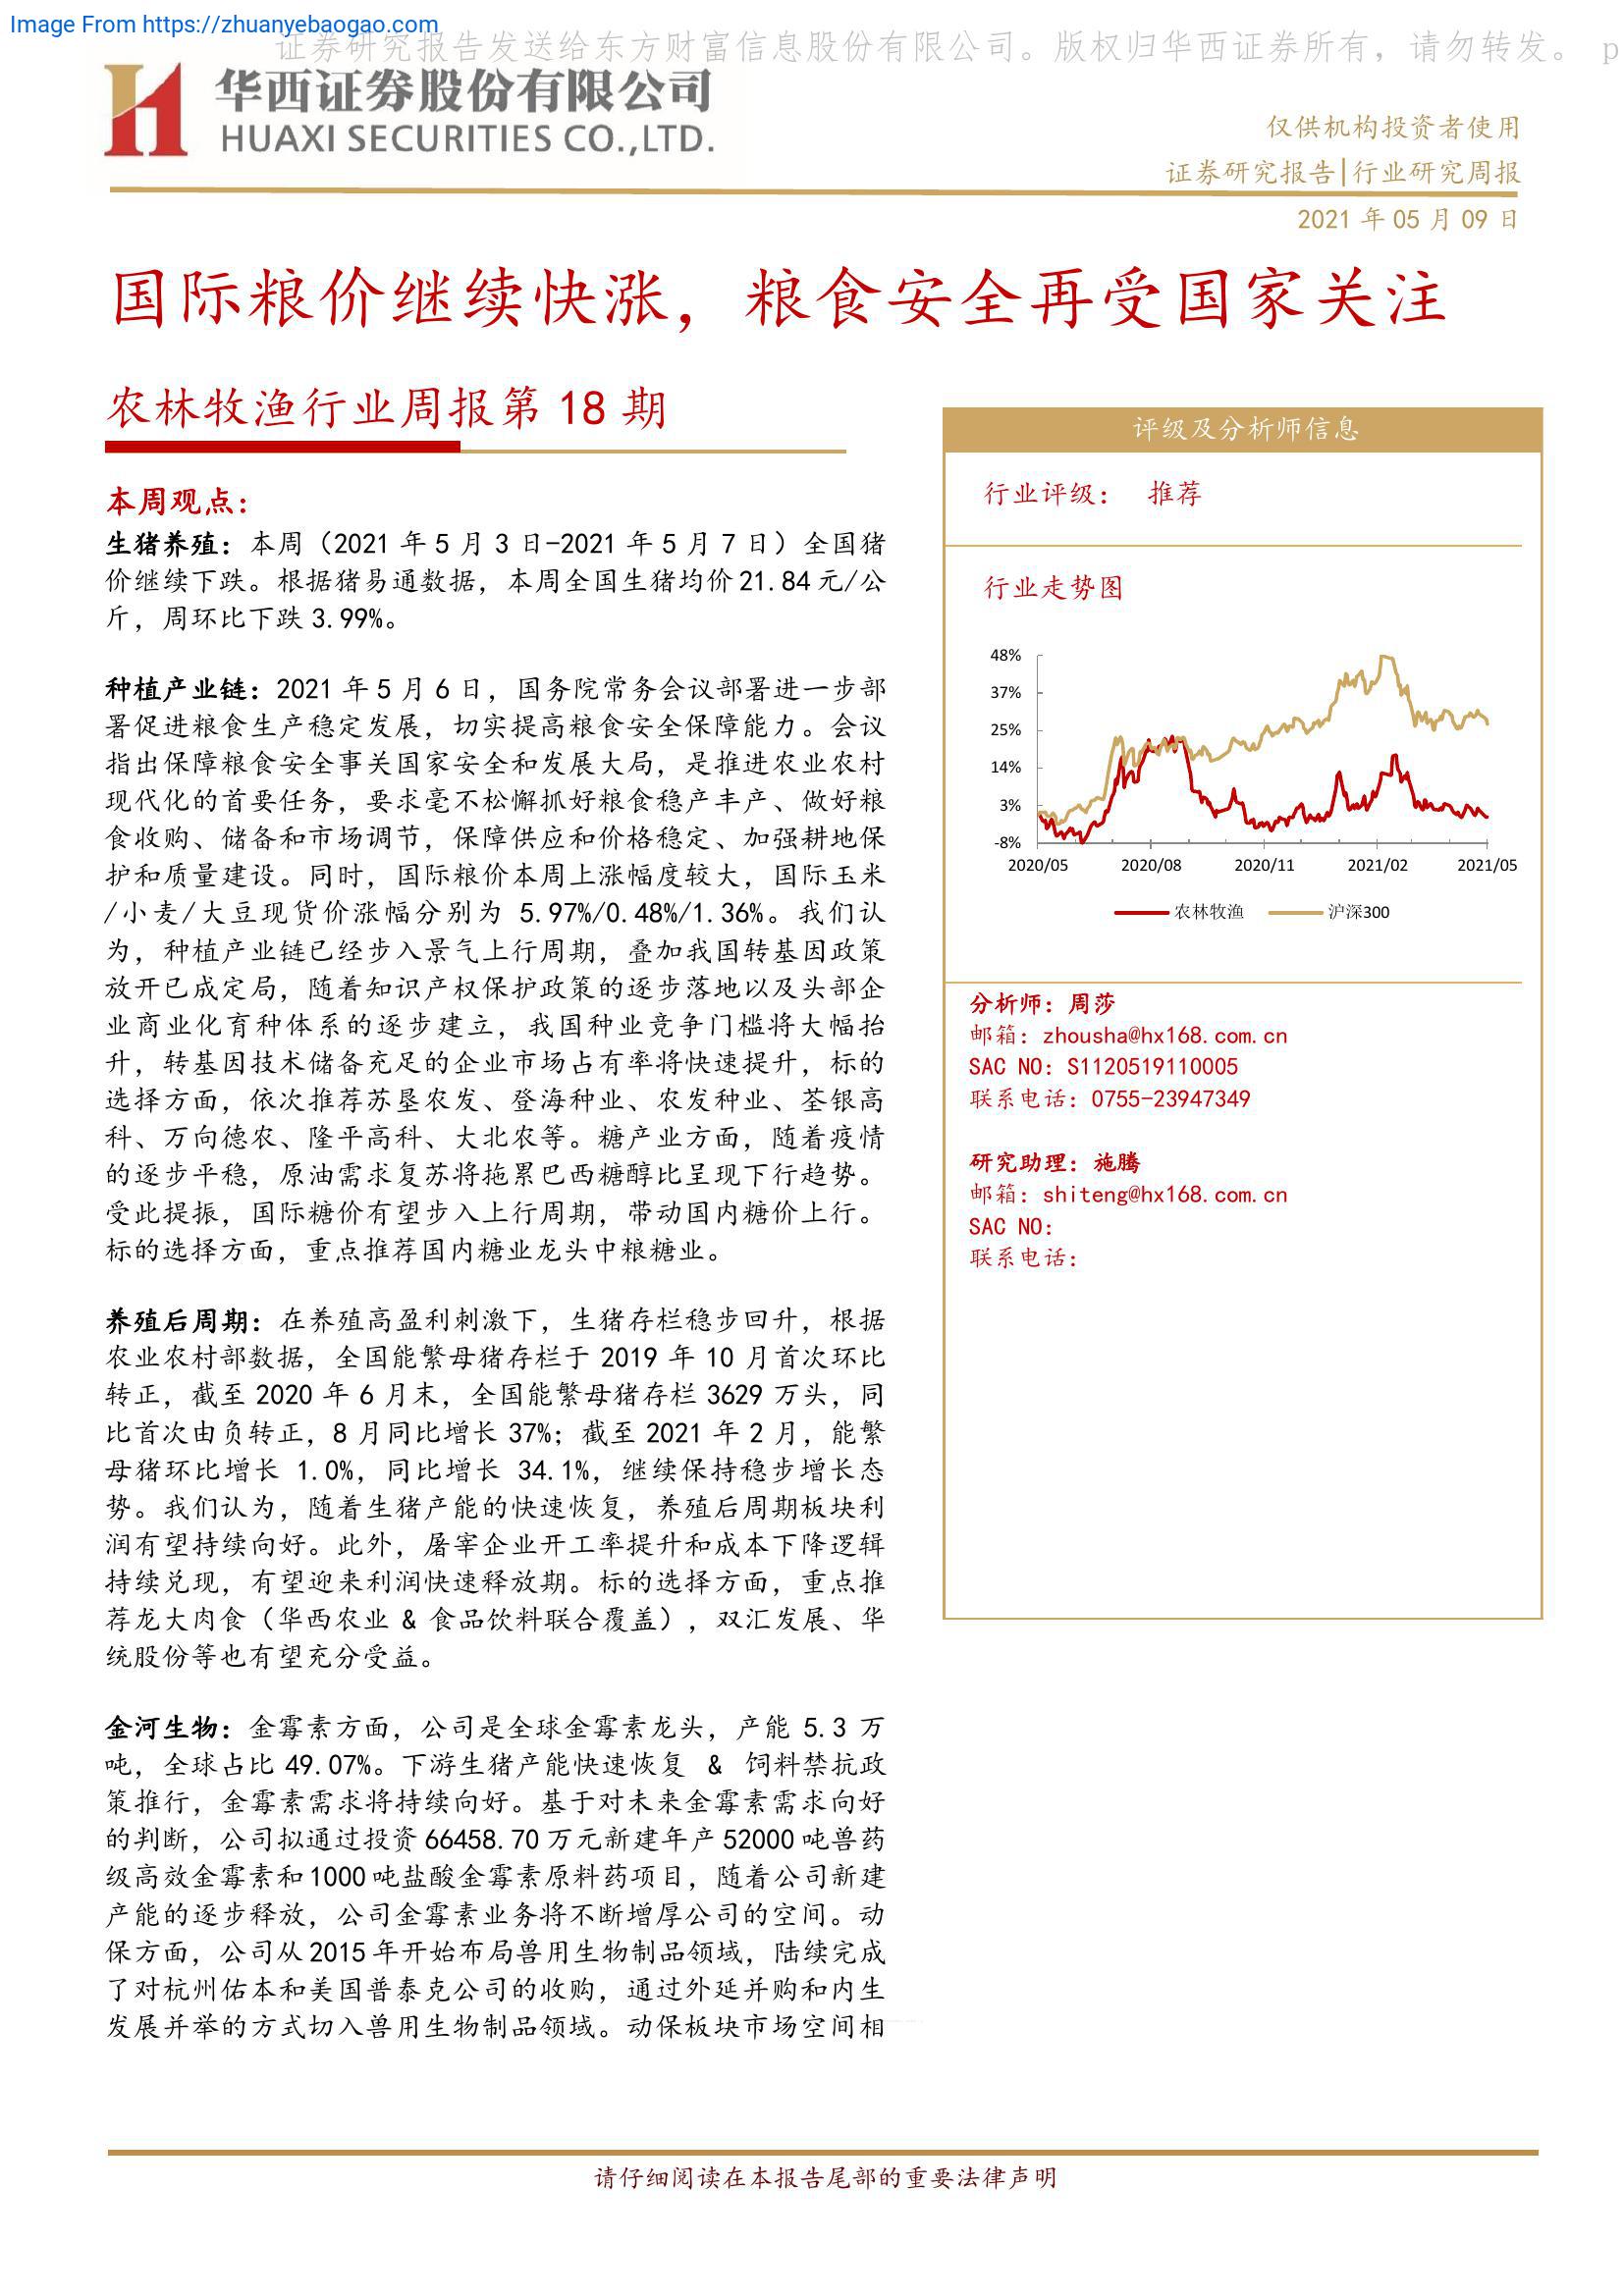 Image From https://zhuanyebaogao.com
证券研究报告发送给东方财富信息股份有限公司。版权归华西证券所有，请勿转发。 p
华西证券股份有限公司
HUAXI SECURITIES CO.,LTD.
仅供机构投资者使用
证券研究报告|行业研究周报
2021 年 05 月 09 日
国际粮价继续快涨，粮食安全再受国家关注
农林牧渔行业周报第 18 期
本周观点：
生猪养殖：本周（2021 年 5 月 3 日-2021 年 5 月 7 日）全国猪
价继续下跌。根据猪易通数据，本周全国生猪均价 21.84 元/公
斤，周环比下跌 3.99%。
种植产业链：2021 年 5 月 6 日，国务院常务会议部署进一步部
署促进粮食生产稳定发展，切实提高粮食安全保障能力。会议
指出保障粮食安全事关国家安全和发展大局，是推进农业农村
现代化的首要任务，要求毫不松懈抓好粮食稳产丰产、做好粮
食收购、储备和市场调节，保障供应和价格稳定、加强耕地保
护和质量建设。同时，国际粮价本周上涨幅度较大，国际玉米
/小麦/大豆现货价涨幅分别为 5.97%/0.48%/1.36%。我们认
为，种植产业链已经步入景气上行周期，叠加我国转基因政策
放开已成定局，随着知识产权保护政策的逐步落地以及头部企
业商业化育种体系的逐步建立，我国种业竞争门槛将大幅抬
升，转基因技术储备充足的企业市场占有率将快速提升，标的
选择方面，依次推荐苏垦农发、登海种业、农发种业、荃银高
科、万向德农、隆平高科、大北农等。糖产业方面，随着疫情
的逐步平稳，原油需求复苏将拖累巴西糖醇比呈现下行趋势。
受此提振，国际糖价有望步入上行周期，带动国内糖价上行。
标的选择方面，重点推荐国内糖业龙头中粮糖业。
养殖后周期：在养殖高盈利刺激下，生猪存栏稳步回升，根据
农业农村部数据，全国能繁母猪存栏于 2019 年 10 月首次环比
转正，截至 2020 年 6 月末，全国能繁母猪存栏 3629 万头，同
比首次由负转正，8 月同比增长 37%；截至 2021 年 2 月，能繁
母猪环比增长 1.0%，同比增长 34.1%，继续保持稳步增长态
势。我们认为，随着生猪产能的快速恢复，养殖后周期板块利
润有望持续向好。此外，屠宰企业开工率提升和成本下降逻辑
持续兑现，有望迎来利润快速释放期。标的选择方面，重点推
荐龙大肉食（华西农业 & 食品饮料联合覆盖），双汇发展、华
统股份等也有望充分受益。
金河生物：金霉素方面，公司是全球金霉素龙头，产能 5.3 万
吨，全球占比 49.07%。下游生猪产能快速恢复 & 饲料禁抗政
策推行，金霉素需求将持续向好。基于对未来金霉素需求向好
的判断，公司拟通过投资 66458.70 万元新建年产 52000 吨兽药
级高效金霉素和 1000 吨盐酸金霉素原料药项目，随着公司新建
产能的逐步释放，公司金霉素业务将不断增厚公司的空间。动
保方面，公司从 2015 年开始布局兽用生物制品领域，陆续完成
了对杭州佑本和美国普泰克公司的收购，通过外延并购和内生
发展并举的方式切入兽用生物制品领域。动保板块市场空间相
评级及分析师信息
行业评级： 推荐
行业走势图
48%
37%
25%
14%
3%
-8%
2020/05 2020/08 2020/11 2021/02 2021/05
农林牧渔 沪深300
分析师：周莎
邮箱：zhousha@hx168.com.cn
SAC NO：S1120519110005
联系电话：0755-23947349
研究助理：施腾
邮箱：shiteng@hx168.com.cn
SAC NO：
联系电话：
请仔细阅读在本报告尾部的重要法律声明